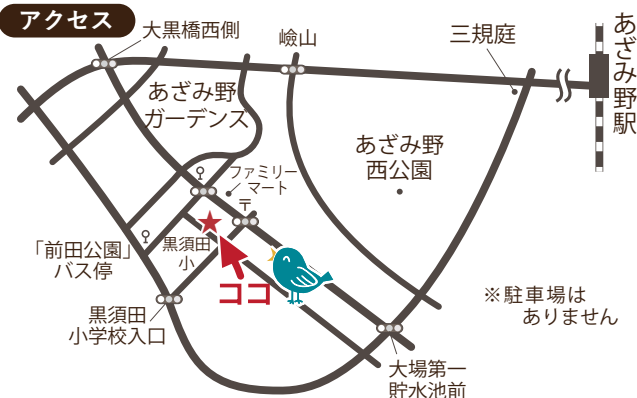 アクセス
大黒橋西側
嶮山
三規庭
あざみ野駅
あざみ野
ガーデンズ
あざみ野
西公園
ファミリー
マート
〒
「前田公園」
バス停
黒須田
小
ココ
※駐車場は
ありません
黒須田
小学校入口
大場第一
貯水池前